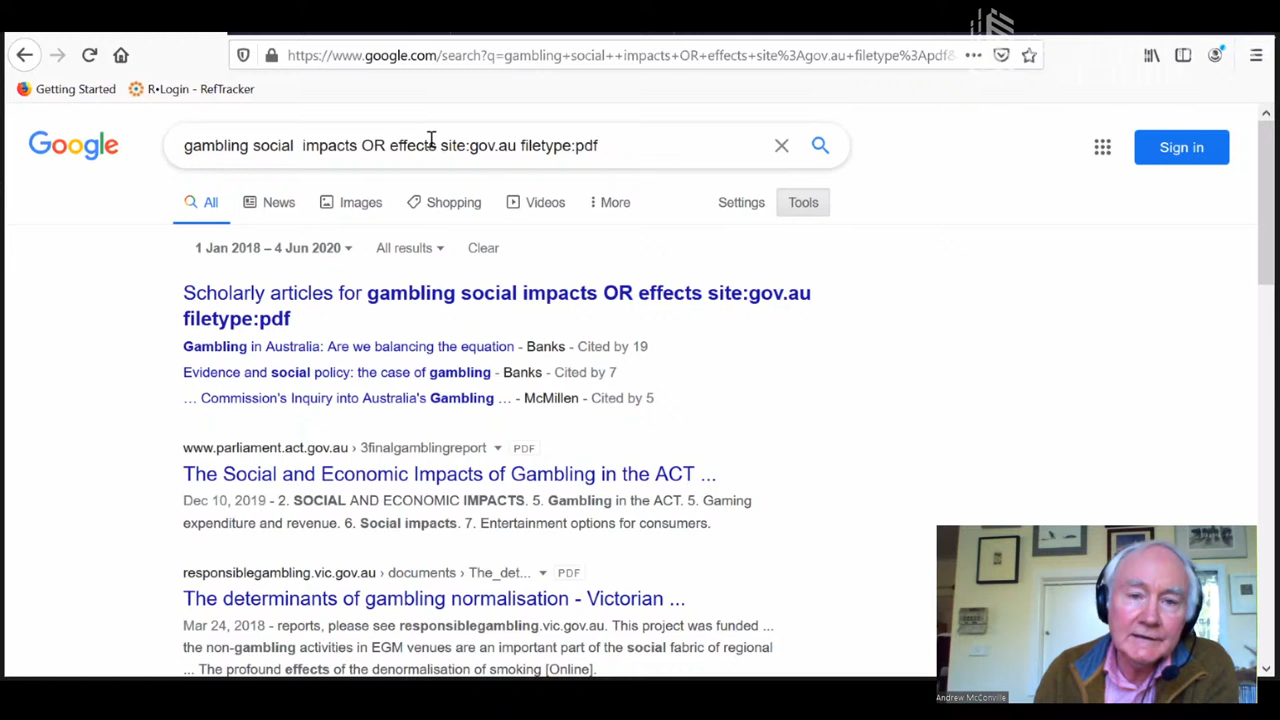 https://www.google.com/search?q=gambling+social++impacts+OR+effects+site%3Agov.au+filetype%3Apdf&
Getting Started R•Login - RefTracker
Google
gambling social  impacts OR effects site:gov.au filetype:pdf
Sign in
All News Images Shopping Videos More Settings Tools
1 Jan 2018 – 4 Jun 2020 All results Clear
Scholarly articles for gambling social impacts OR effects site:gov.au
filetype:pdf
Gambling in Australia: Are we balancing the equation - Banks - Cited by 19
Evidence and social policy: the case of gambling - Banks - Cited by 7
… Commission's Inquiry into Australia's Gambling … - McMillen - Cited by 5
www.parliament.act.gov.au › 3finalgamblingreport PDF
The Social and Economic Impacts of Gambling in the ACT ...
Dec 10, 2019 - 2. SOCIAL AND ECONOMIC IMPACTS. 5. Gambling in the ACT. 5. Gaming
expenditure and revenue. 6. Social impacts. 7. Entertainment options for consumers.
responsiblegambling.vic.gov.au › documents › The_det... PDF
The determinants of gambling normalisation - Victorian ...
Mar 24, 2018 - reports, please see responsiblegambling.vic.gov.au. This project was funded ...
the non-gambling activities in EGM venues are an important part of the social fabric of regional
... The profound effects of the denormalisation of smoking [Online].
Andrew McConville